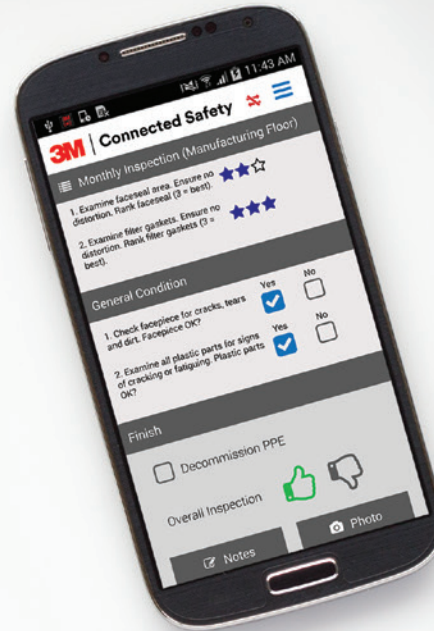 11:43 AM
3M | Connected Safety
Monthly Inspection (Manufacturing Floor)
1. Examine faceseal area. Ensure no
distortion. Rank faceseal (3 = best).
2. Examine filter gaskets. Ensure no
distortion. Rank filter gaskets (3 =
best).
General Condition
Yes No
1. Check facepiece for cracks, tears
and dirt. Facepiece OK?
Yes No
2. Examine all plastic parts for signs
of cracking or fatiguing. Plastic parts
OK?
Finish
Decommission PPE
Overall Inspection
Notes
Photo